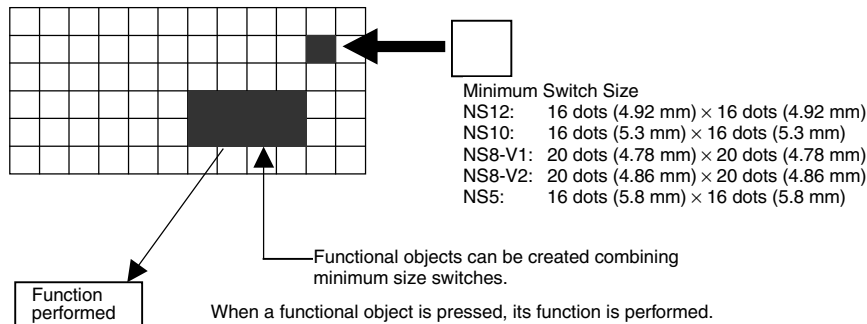 Minimum Switch Size
NS12: 16 dots (4.92 mm) × 16 dots (4.92 mm)
NS10: 16 dots (5.3 mm) × 16 dots (5.3 mm)
NS8-V1: 20 dots (4.78 mm) × 20 dots (4.78 mm)
NS8-V2: 20 dots (4.86 mm) × 20 dots (4.86 mm)
NS5: 16 dots (5.8 mm) × 16 dots (5.8 mm)
Functional objects can be created combining
minimum size switches.
Function
performed
When a functional object is pressed, its function is performed.